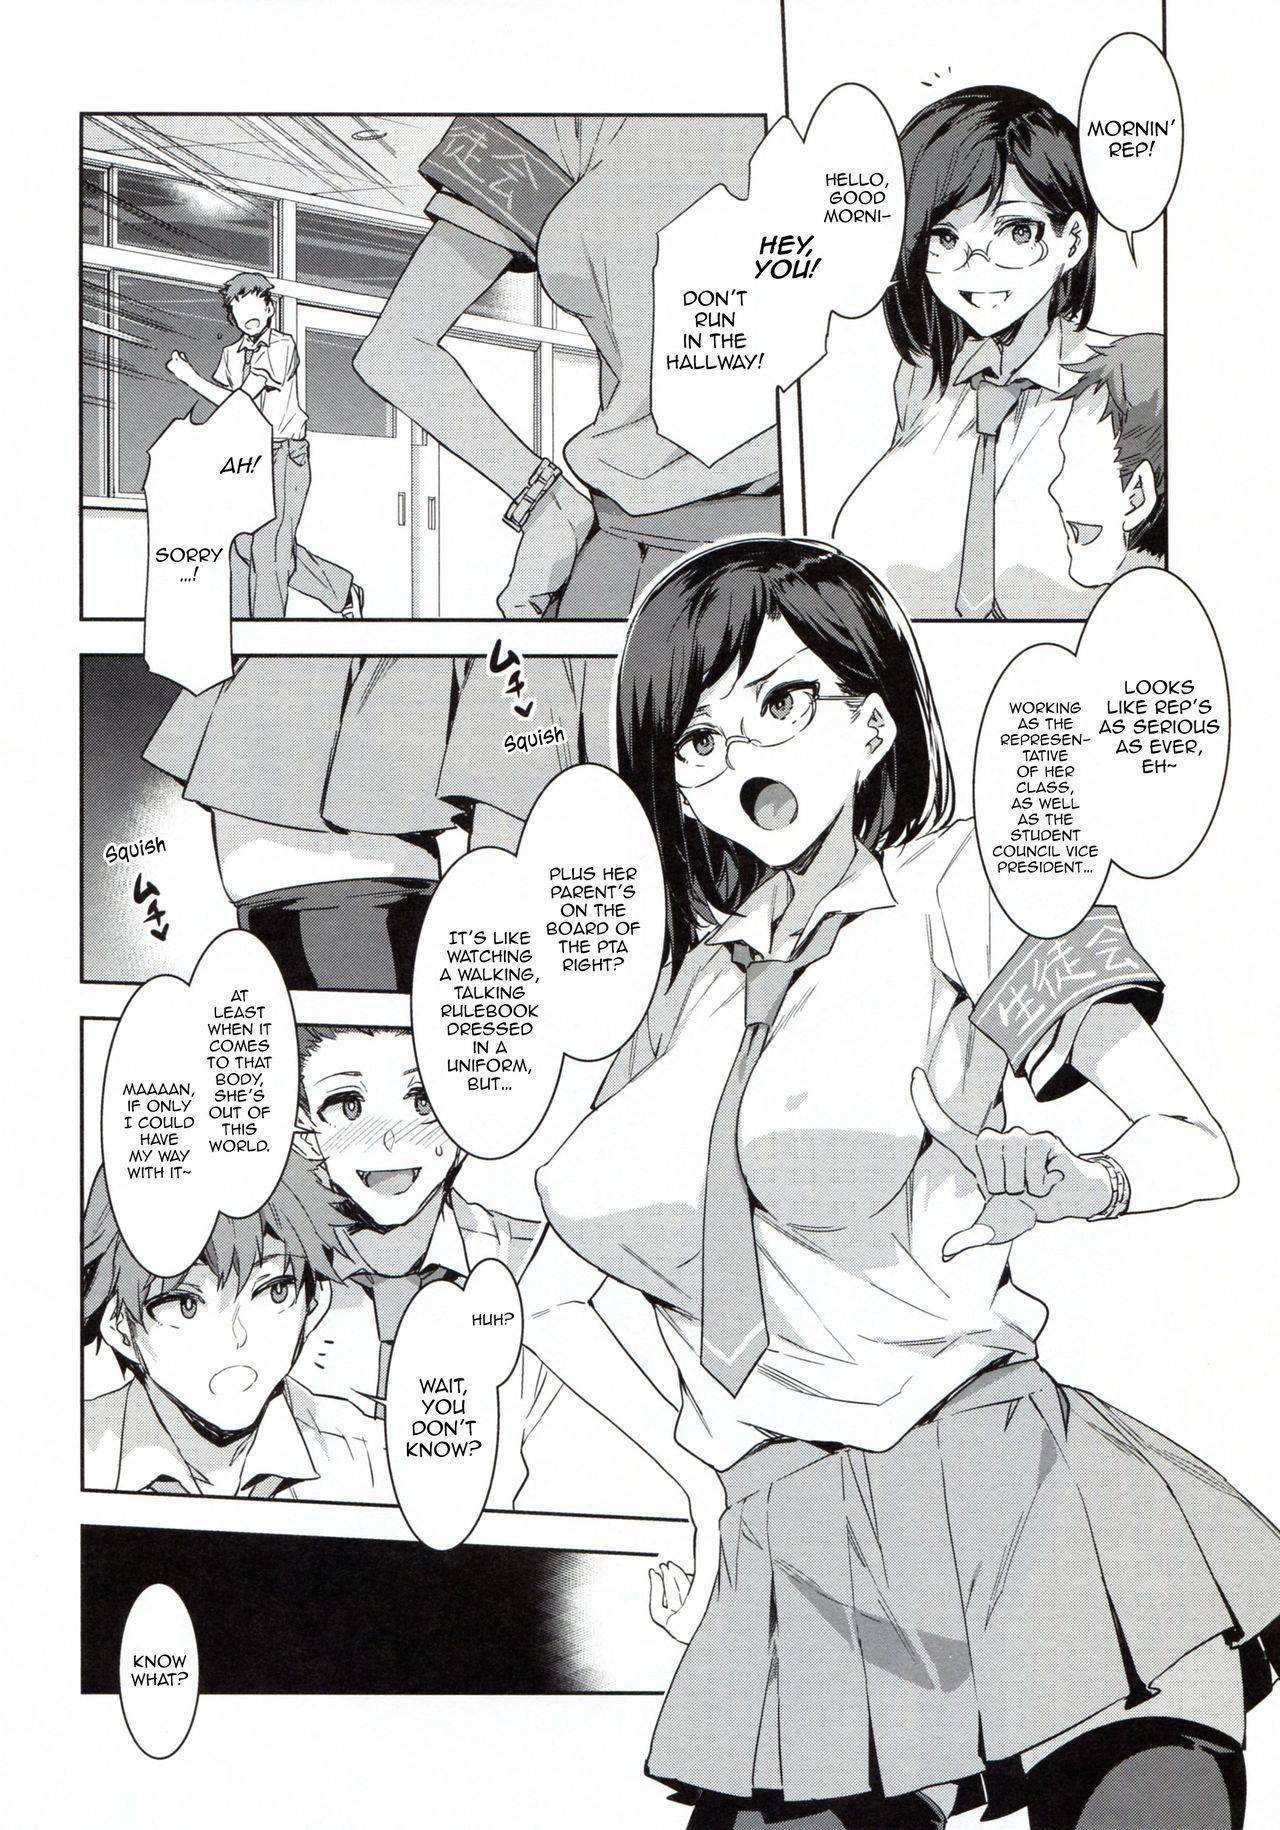 MORNIN'
REP!
HELLO,
GOOD
MORNI-
HEY,
YOU!
DON'T
RUN
IN THE
HALLWAY!
徒会
AH!
SORRY
...!
LOOKS
LIKE REP'S
AS SERIOUS
AS EVER,
EH~
WORKING
AS THE
REPRESEN-
TATIVE
OF HER
CLASS,
AS WELL
AS THE
STUDENT
COUNCIL VICE
PRESIDENT...
生徒会
ムチ
Squish
Squish
ムチ
PLUS HER
PARENT'S
ON THE
BOARD OF
THE PTA
RIGHT?
IT'S LIKE
WATCHING
A WALKING,
TALKING
RULEBOOK
DRESSED
IN A
UNIFORM,
BUT...
AT
LEAST
WHEN IT
COMES
TO THAT
BODY,
SHE'S
OUT OF
THIS
WORLD.
MAAAAN,
IF ONLY
I COULD
HAVE
MY WAY
WITH IT~
HUH?
WAIT,
YOU
DON'T
KNOW?
KNOW
WHAT?